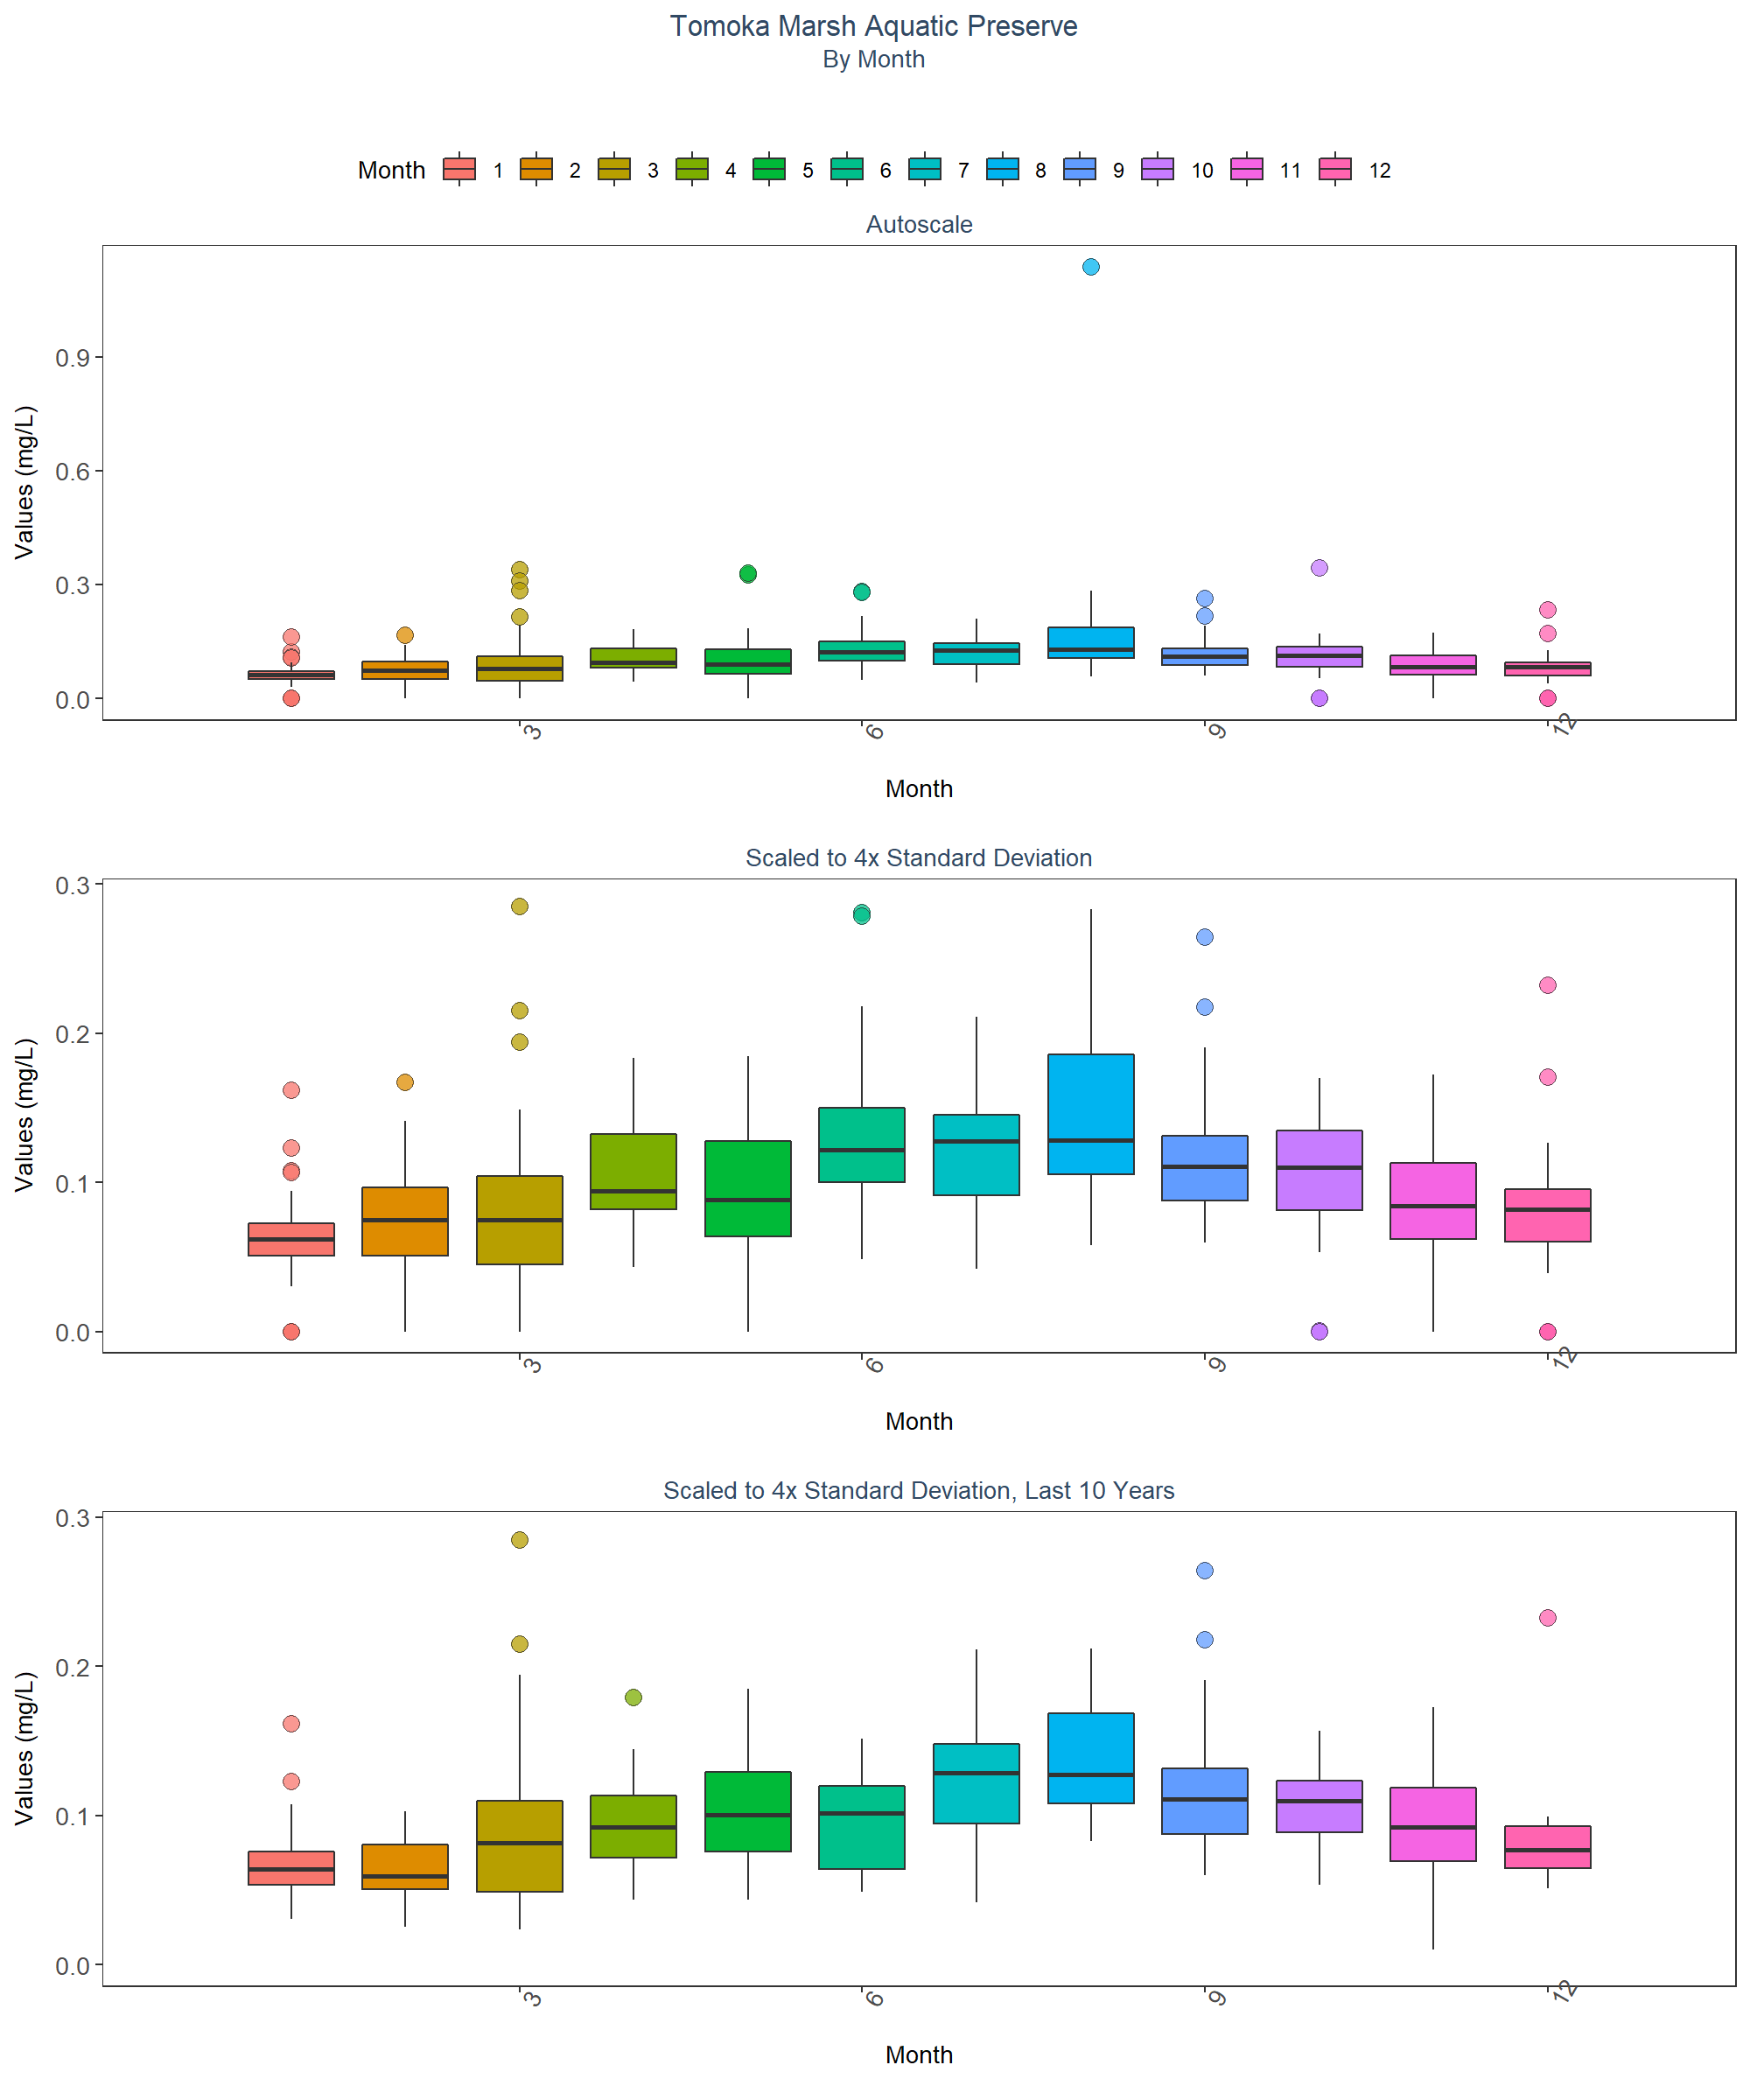 Tomoka Marsh Aquatic Preserve
By Month
Month 1 2 3 4 5 6 7 8 9 10 11 12
Autoscale
Values (mg/L)
0.9
0.6
0.3
0.0
3 6 9 12
Month
Scaled to 4x Standard Deviation
Values (mg/L)
0.3
0.2
0.1
0.0
3 6 9 12
Month
Scaled to 4x Standard Deviation, Last 10 Years
Values (mg/L)
0.3
0.2
0.1
0.0
3 6 9 12
Month